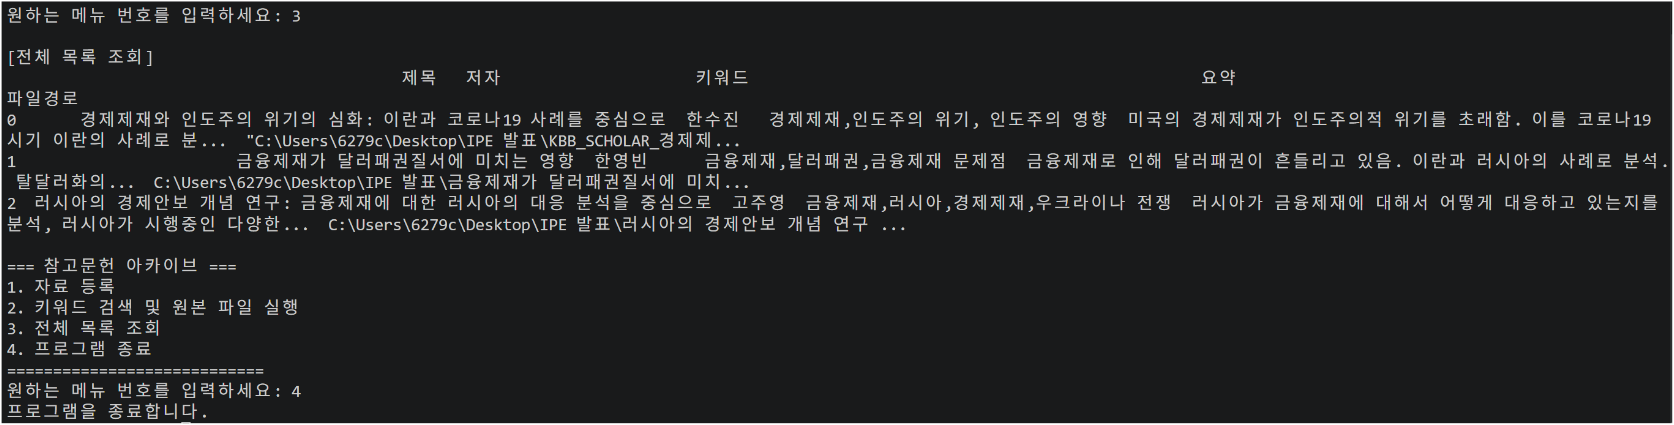 원하는 메뉴 번호를 입력하세요: 3

[전체 목록 조회]
제목 저자 키워드 요약
파일경로
0 경제제재와 인도주의 위기의 심화: 이란과 코로나19 사례를 중심으로 한수진 경제제재,인도주의 위기, 인도주의 영향 미국의 경제제재가 인도주의적 위기를 초래함. 이를 코로나19
시기 이란의 사례로 분... "C:\Users\6279c\Desktop\IPE 발표\KBB_SCHOLAR_경제제...
1 금융제재가 달러패권질서에 미치는 영향 한영빈 금융제재,달러패권,금융제재 문제점 금융제재로 인해 달러패권이 흔들리고 있음. 이란과 러시아의 사례로 분석.
탈달러화의... C:\Users\6279c\Desktop\IPE 발표\금융제재가 달러패권질서에 미치...
2 러시아의 경제안보 개념 연구: 금융제재에 대한 러시아의 대응 분석을 중심으로 고주영 금융제재,러시아,경제제재,우크라이나 전쟁 러시아가 금융제재에 대해서 어떻게 대응하고 있는지를
분석, 러시아가 시행중인 다양한... C:\Users\6279c\Desktop\IPE 발표\러시아의 경제안보 개념 연구 ...

=== 참고문헌 아카이브 ===
1. 자료 등록
2. 키워드 검색 및 원본 파일 실행
3. 전체 목록 조회
4. 프로그램 종료
============================
원하는 메뉴 번호를 입력하세요: 4
프로그램을 종료합니다.